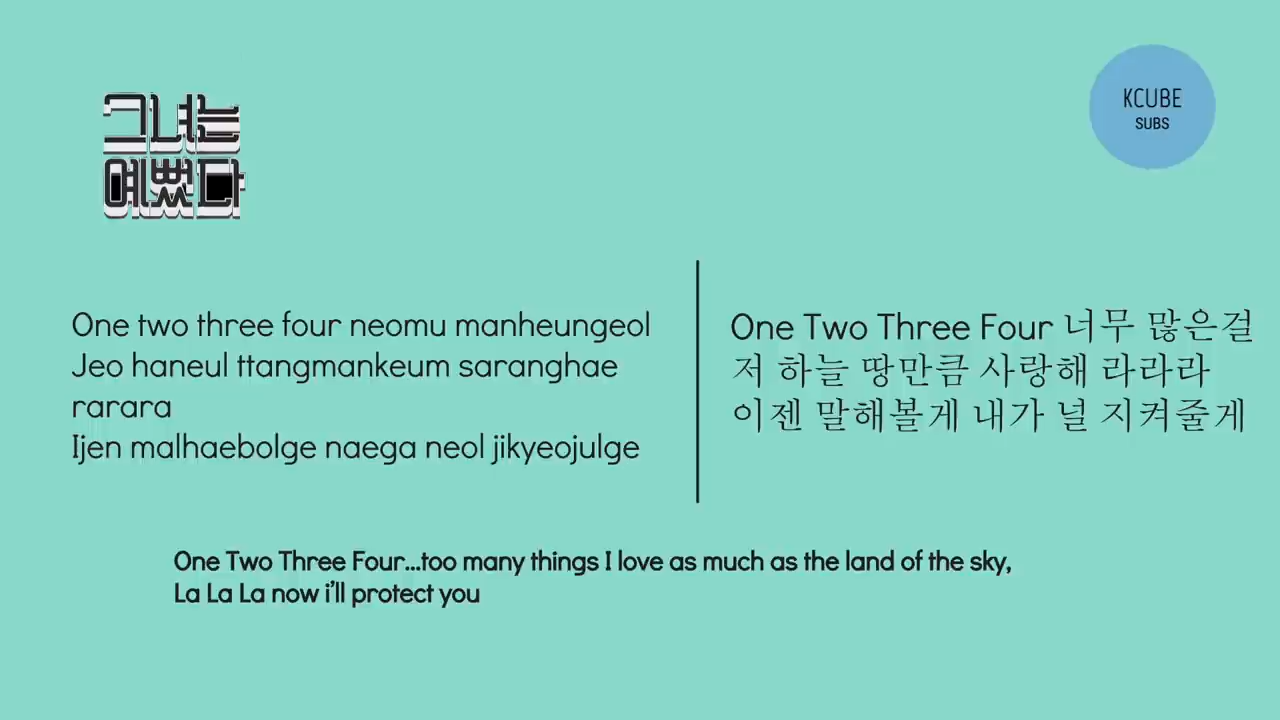 그녀는
예뻤다
KCUBE
SUBS
One two three four neomu manheungeol
Jeo haneul ttangmankeum saranghae
rarara
Ijen malhaebolge naega neol jikyeojulge
One Two Three Four 너무 많은걸
저 하늘 땅만큼 사랑해 라라라
이젠 말해볼게 내가 널 지켜줄게
One Two Three Four...too many things I love as much as the land of the sky,
La La La now i'll protect you